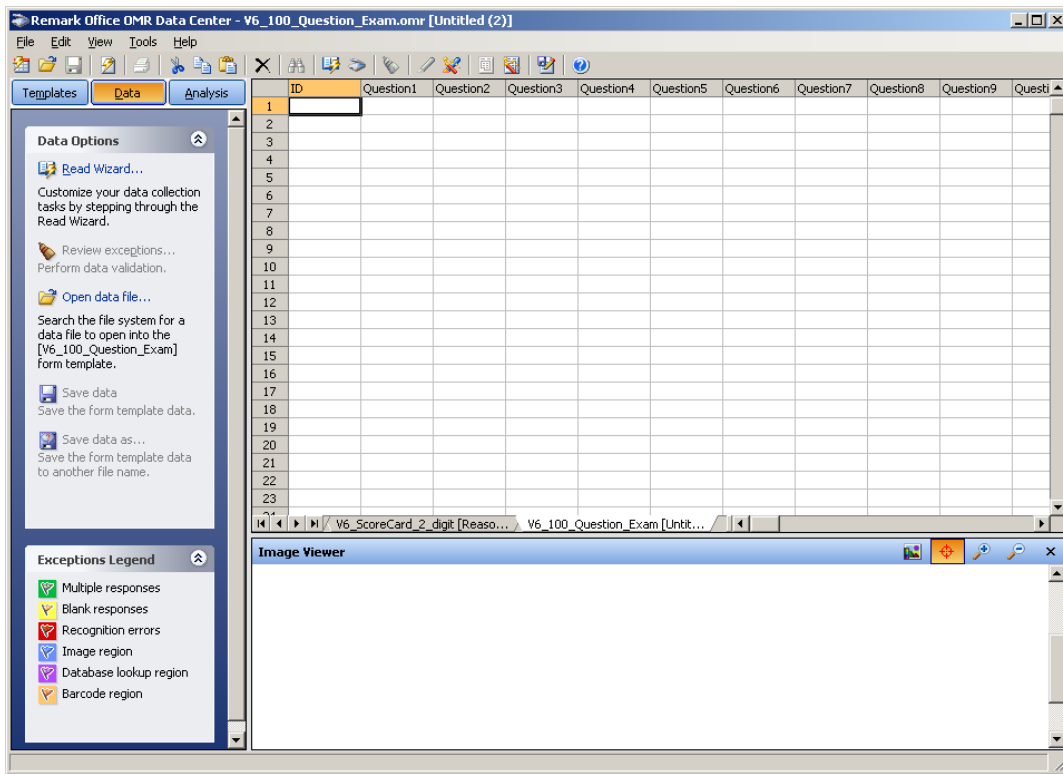 Remark Office OMR Data Center - V6_100_Question_Exam.omr [Untitled (2)]
File Edit View Tools Help
Templates Data Analysis
ID Question1 Question2 Question3 Question4 Question5 Question6 Question7 Question8 Question9 Questi
1
2
3
4
5
6
7
8
9
10
11
12
13
14
15
16
17
18
19
20
21
22
23
Data Options
Read Wizard...
Customize your data collection
tasks by stepping through the
Read Wizard.
Review exceptions...
Perform data validation.
Open data file...
Search the file system for a
data file to open into the
[V6_100_Question_Exam]
form template.
Save data
Save the form template data.
Save data as...
Save the form template data
to another file name.
V6_ScoreCard_2_digit [Reaso... V6_100_Question_Exam [Untit...
Exceptions Legend
Multiple responses
Blank responses
Recognition errors
Image region
Database lookup region
Barcode region
Image Viewer